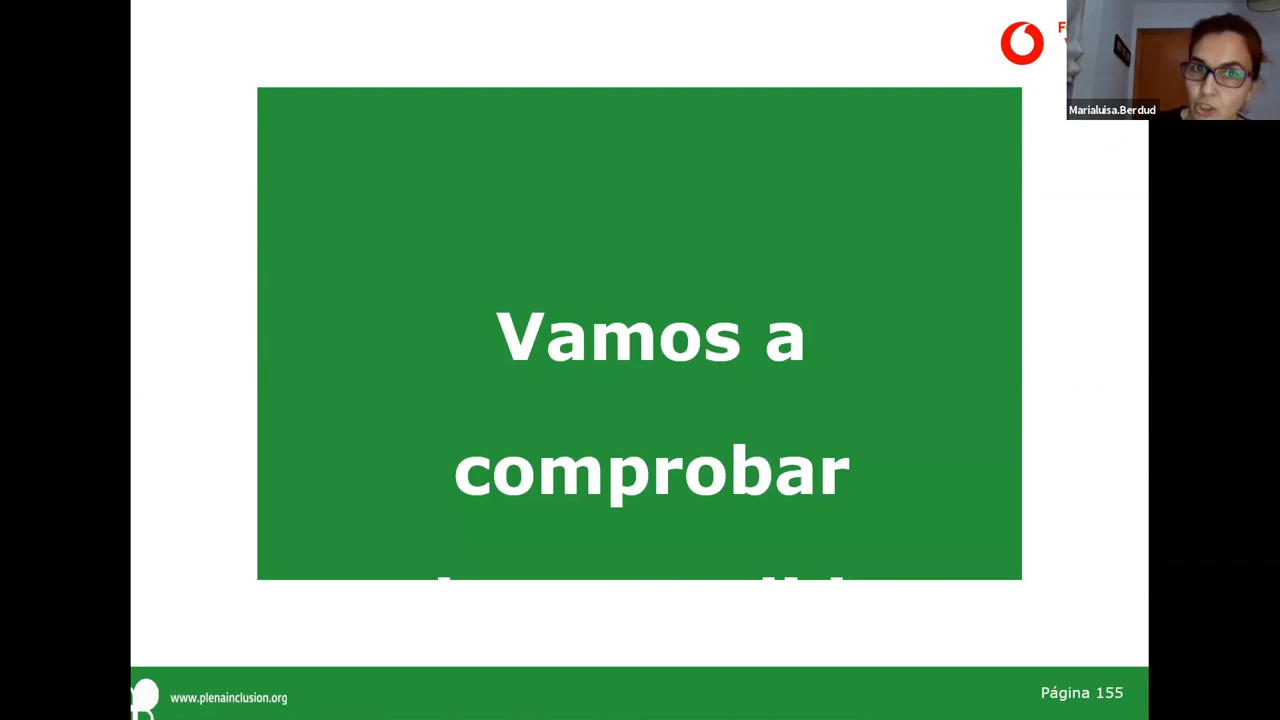 Marialuisa.Berdud
Vamos a
comprobar
www.plenainclusion.org
Página 155